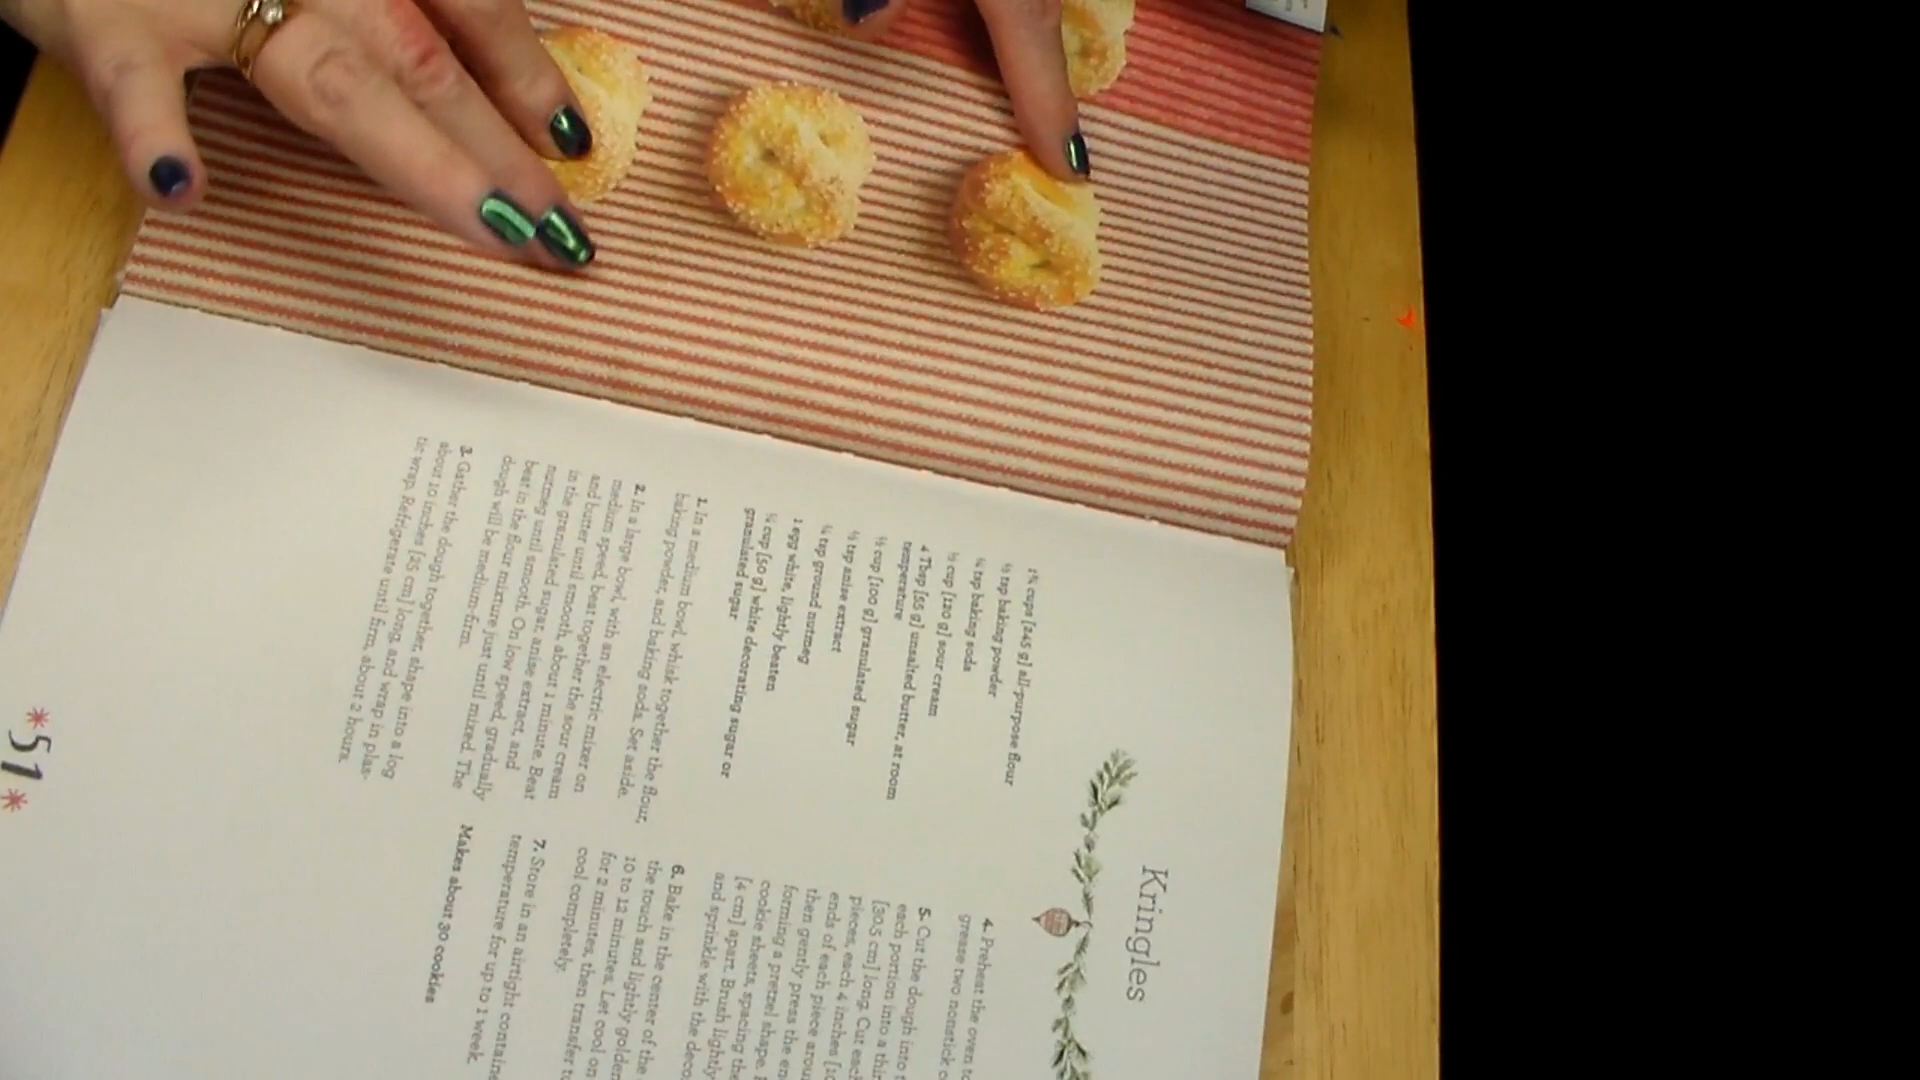 Kringles
1¾ cups [245 g] all-purpose flour
½ tsp baking powder
¼ tsp baking soda
½ cup [120 g] sour cream
4 Tbsp [55 g] unsalted butter, at room
temperature
½ cup [100 g] granulated sugar
½ tsp anise extract
¼ tsp ground nutmeg
1 egg white, lightly beaten
¼ cup [50 g] white decorating sugar or
granulated sugar
1. In a medium bowl, whisk together the flour,
baking powder, and baking soda. Set aside.
2. In a large bowl, with an electric mixer on
medium speed, beat together the sour cream
and butter until smooth, about 1 minute. Beat
in the granulated sugar, anise extract, and
nutmeg until smooth. On low speed, gradually
beat in the flour mixture just until mixed. The
dough will be medium-firm.
3. Gather the dough together, shape into a log
about 10 inches [25 cm] long, and wrap in plas-
tic wrap. Refrigerate until firm, about 2 hours.
4. Preheat the oven to
grease two nonstick
5. Cut the dough into
each portion into a thin
[30.5 cm] long. Cut each
pieces, each 4 inches
ends of each piece
then gently press the
forming a pretzel shape.
cookie sheets, spacing
[4 cm] apart. Brush lightly
and sprinkle with the
6. Bake in the center of the
the touch and lightly golden
10 to 12 minutes. Let cool on
for 2 minutes, then transfer
cool completely.
7. Store in an airtight
temperature for up to 1 week.
Makes about 30 cookies
*51*